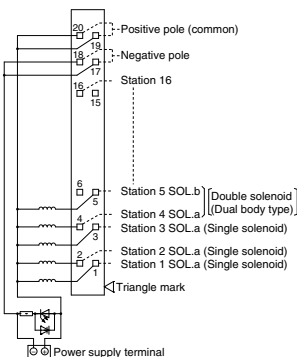 20
Positive pole (common)
19
18
Negative pole
17
16
Station 16
15
6
Station 5 SOL.b
5
Double solenoid
(Dual body type)
Station 4 SOL.a
4
Station 3 SOL.a (Single solenoid)
3
Station 2 SOL.a (Single solenoid)
2
Station 1 SOL.a (Single solenoid)
1
Triangle mark
⊖ ⊕ Power supply terminal